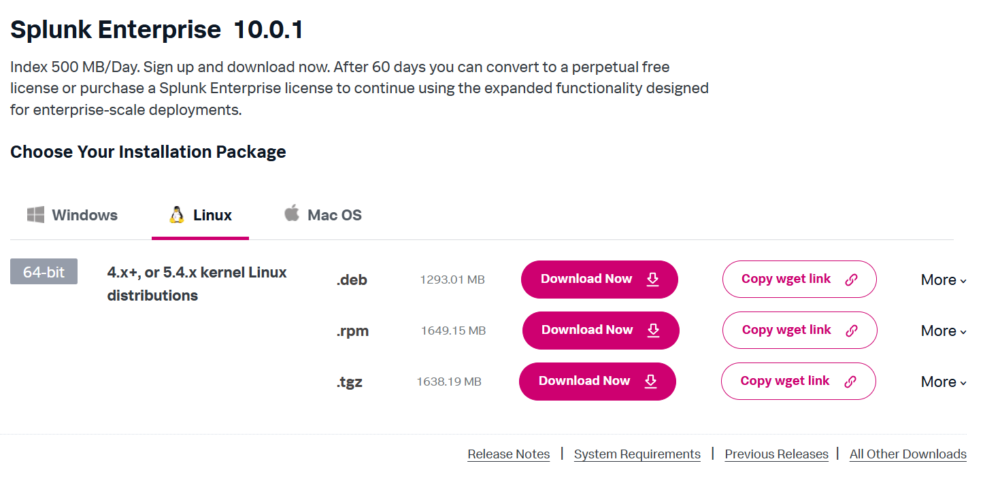 Splunk Enterprise 10.0.1
Index 500 MB/Day. Sign up and download now. After 60 days you can convert to a perpetual free
license or purchase a Splunk Enterprise license to continue using the expanded functionality designed
for enterprise-scale deployments.
Choose Your Installation Package
Windows Linux Mac OS
64-bit 4.x+, or 5.4.x kernel Linux
distributions
.deb 1293.01 MB Download Now Copy wget link More
.rpm 1649.15 MB Download Now Copy wget link More
.tgz 1638.19 MB Download Now Copy wget link More
Release Notes | System Requirements | Previous Releases | All Other Downloads